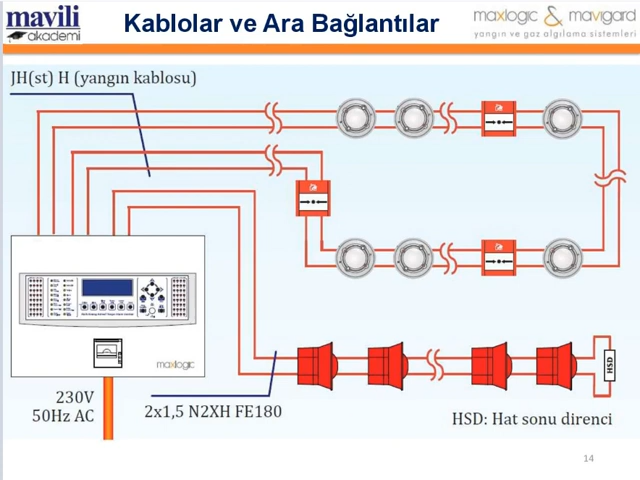 mavili
akademi
Kablolar ve Ara Bağlantılar
maxlogic & mavigard
yangın ve gaz algılama sistemleri
JH(st) H (yangın kablosu)
maxlogic
230V
50Hz AC
2x1,5 N2XH FE180
HSD
HSD: Hat sonu direnci
14